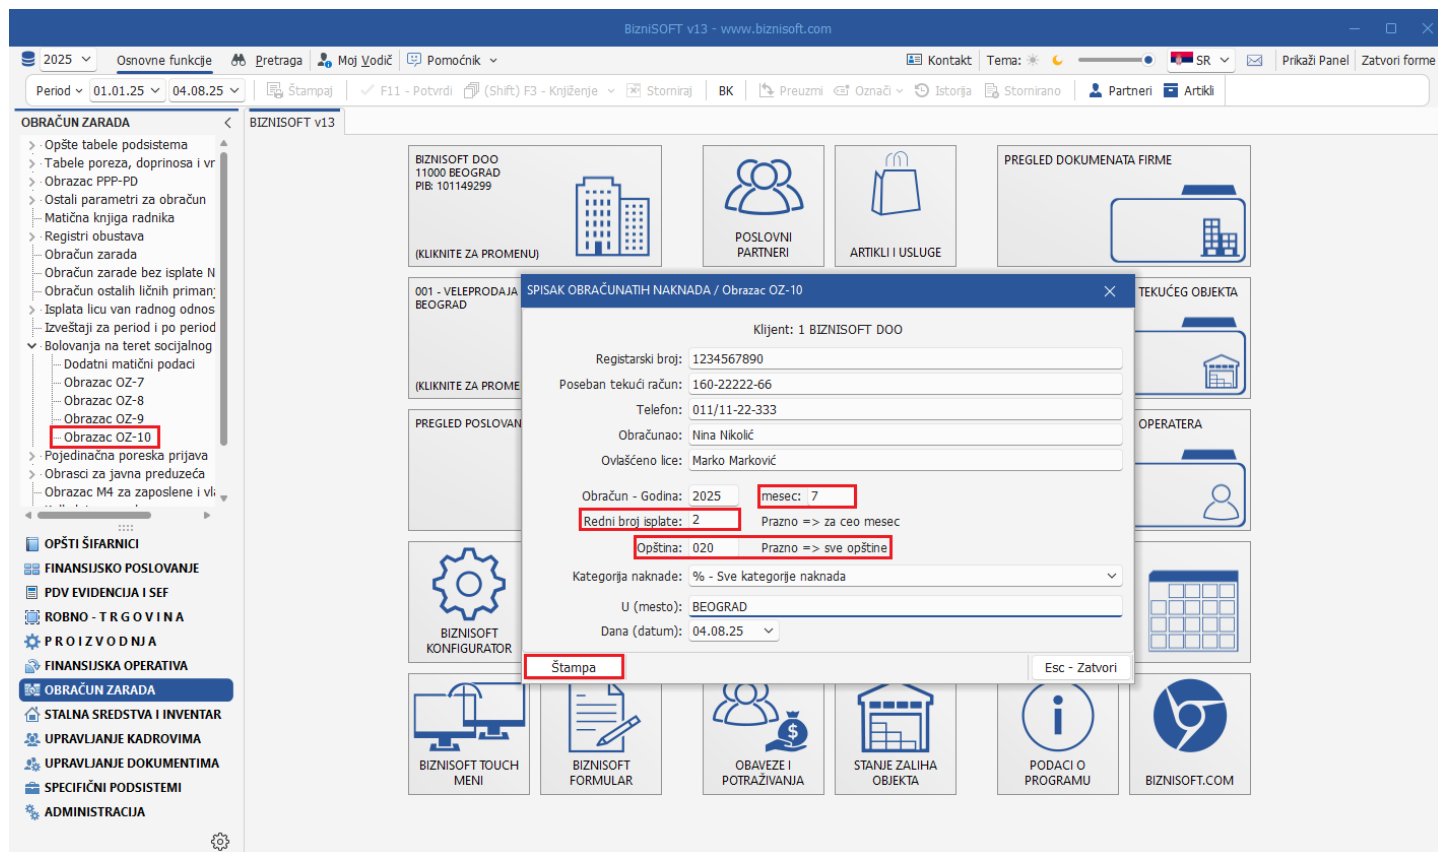 BizniSOFT v13 - www.biznisoft.com
2025 Osnovne funkcije Pretraga Moj Vodič Pomoćnik Kontakt Tema: SR Prikaži Panel Zatvori forme
Period 01.01.25 04.08.25 Štampaj F11 - Potvrdi (Shift) F3 - Knjiženje Storniraj BK Preuzmi Označi Istorija Stornirano Partneri Artikli
OBRAČUN ZARADA
Opšte tabele podsistema
Tabele poreza, doprinosa i vr
Obrazac PPP-PD
Ostali parametri za obračun
Matična knjiga radnika
Registri obustava
Obračun zarada
Obračun zarade bez isplate N
Obračun ostalih ličnih primanj
Isplata licu van radnog odnos
Izveštaji za period i po period
Bolovanja na teret socijalnog
Dodatni matični podaci
Obrazac OZ-7
Obrazac OZ-8
Obrazac OZ-9
Obrazac OZ-10
Pojedinačna poreska prijava
Obrasci za javna preduzeća
Obrazac M4 za zaposlene i vla
OPŠTI ŠIFARNICI
FINANSIJSKO POSLOVANJE
PDV EVIDENCIJA I SEF
ROBNO - T R G O V I N A
P R O I Z V O D NJ A
FINANSIJSKA OPERATIVA
OBRAČUN ZARADA
STALNA SREDSTVA I INVENTAR
UPRAVLJANJE KADROVIMA
UPRAVLJANJE DOKUMENTIMA
SPECIFIČNI PODSISTEMI
ADMINISTRACIJA
BIZNISOFT v13
BIZNISOFT DOO
11000 BEOGRAD
PIB: 101149299
(KLIKNITE ZA PROMENU)
POSLOVNI
PARTNERI
ARTIKLI I USLUGE
PREGLED DOKUMENATA FIRME
001 - VELEPRODAJA
BEOGRAD
(KLIKNITE ZA PROME
TEKUĆEG OBJEKTA
PREGLED POSLOVAN
OPERATERA
SPISAK OBRAČUNATIH NAKNADA / Obrazac OZ-10
Klijent: 1 BIZNISOFT DOO
Registarski broj: 1234567890
Poseban tekući račun: 160-22222-66
Telefon: 011/11-22-333
Obračunao: Nina Nikolić
Ovlašćeno lice: Marko Marković
Obračun - Godina: 2025 mesec: 7
Redni broj isplate: 2 Prazno => za ceo mesec
Opština: 020 Prazno => sve opštine
Kategorija naknade: % - Sve kategorije naknada
U (mesto): BEOGRAD
Dana (datum): 04.08.25
Štampa Esc - Zatvori
BIZNISOFT
KONFIGURATOR
BIZNISOFT TOUCH
MENI
BIZNISOFT
FORMULAR
OBAVEZE I
POTRAŽIVANJA
STANJE ZALIHA
OBJEKTA
PODACI O
PROGRAMU
BIZNISOFT.COM